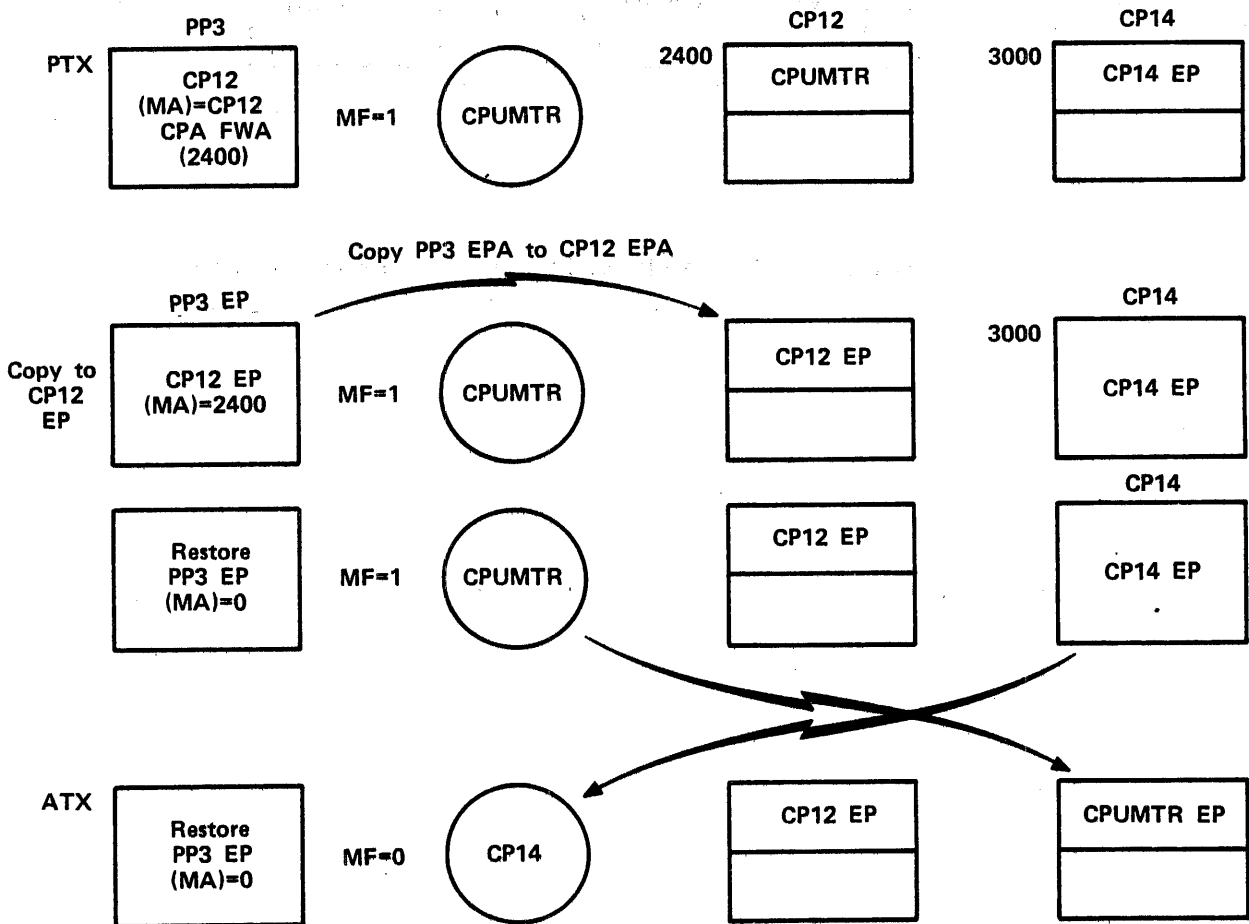 PP3
CP12
CP14
PTX
CP12
(MA)=CP12
CPA FWA
(2400)
MF=1
CPUMTR
2400
CPUMTR
3000
CP14 EP
Copy PP3 EPA to CP12 EPA
PP3 EP
CP14
Copy to
CP12
EP
CP12 EP
(MA)=2400
MF=1
CPUMTR
CP12 EP
3000
CP14 EP
CP14
Restore
PP3 EP
(MA)=0
MF=1
CPUMTR
CP12 EP
CP14 EP
ATX
Restore
PP3 EP
(MA)=0
MF=0
CP14
CP12 EP
CPUMTR EP